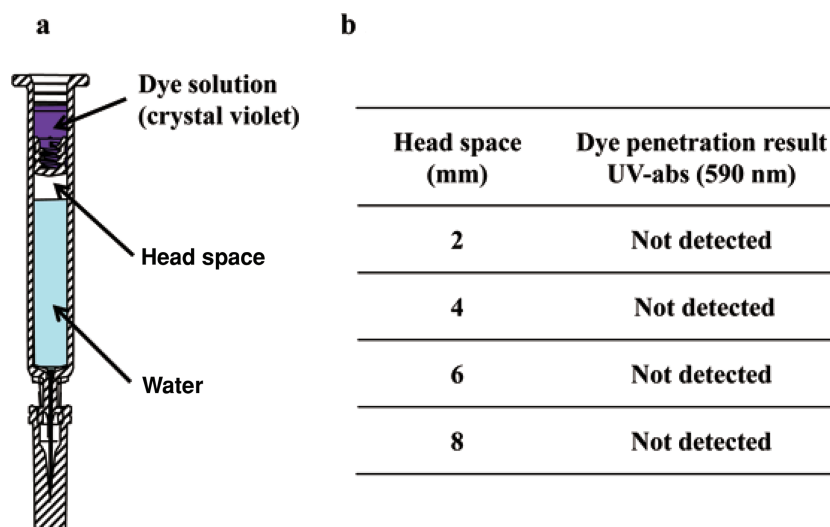 a
Dye solution
(crystal violet)
Head space
Water
b
Head space
(mm)
Dye penetration result
UV-abs (590 nm)
2 Not detected
4 Not detected
6 Not detected
8 Not detected